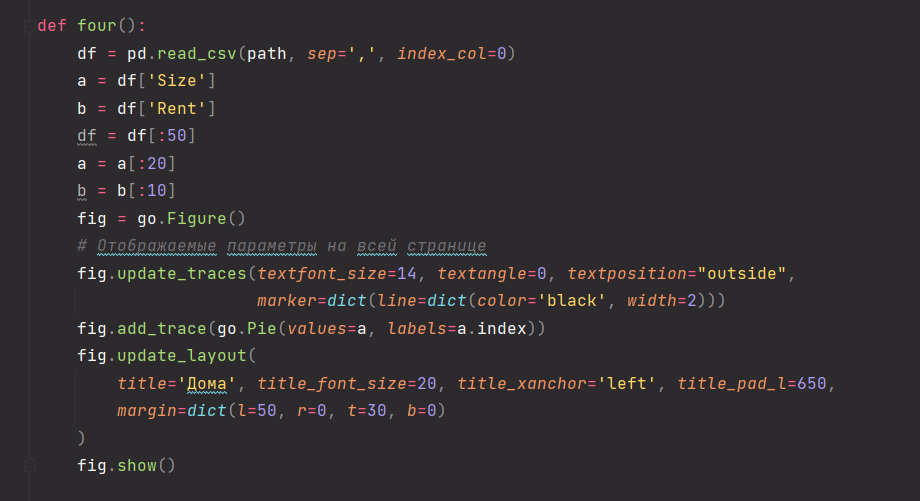 def four():
    df = pd.read_csv(path, sep=',', index_col=0)
    a = df['Size']
    b = df['Rent']
    df = df[:50]
    a = a[:20]
    b = b[:10]
    fig = go.Figure()
    # Отображаемые параметры на всей странице
    fig.update_traces(textfont_size=14, textangle=0, textposition="outside",
                      marker=dict(line=dict(color='black', width=2)))
    fig.add_trace(go.Pie(values=a, labels=a.index))
    fig.update_layout(
        title='Дома', title_font_size=20, title_xanchor='left', title_pad_l=650,
        margin=dict(l=50, r=0, t=30, b=0)
    )
    fig.show()